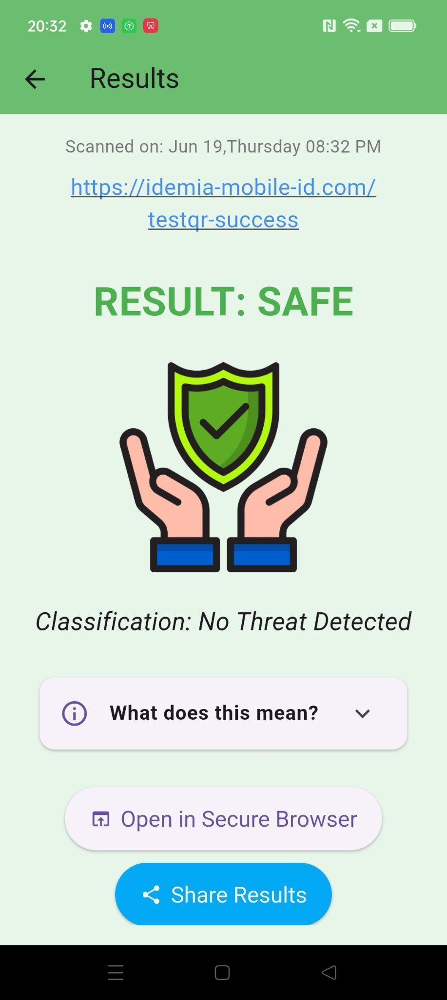 20:32
Results
Scanned on: Jun 19,Thursday 08:32 PM
https://idemia-mobile-id.com/
testqr-success
RESULT: SAFE
Classification: No Threat Detected
What does this mean?
Open in Secure Browser
Share Results